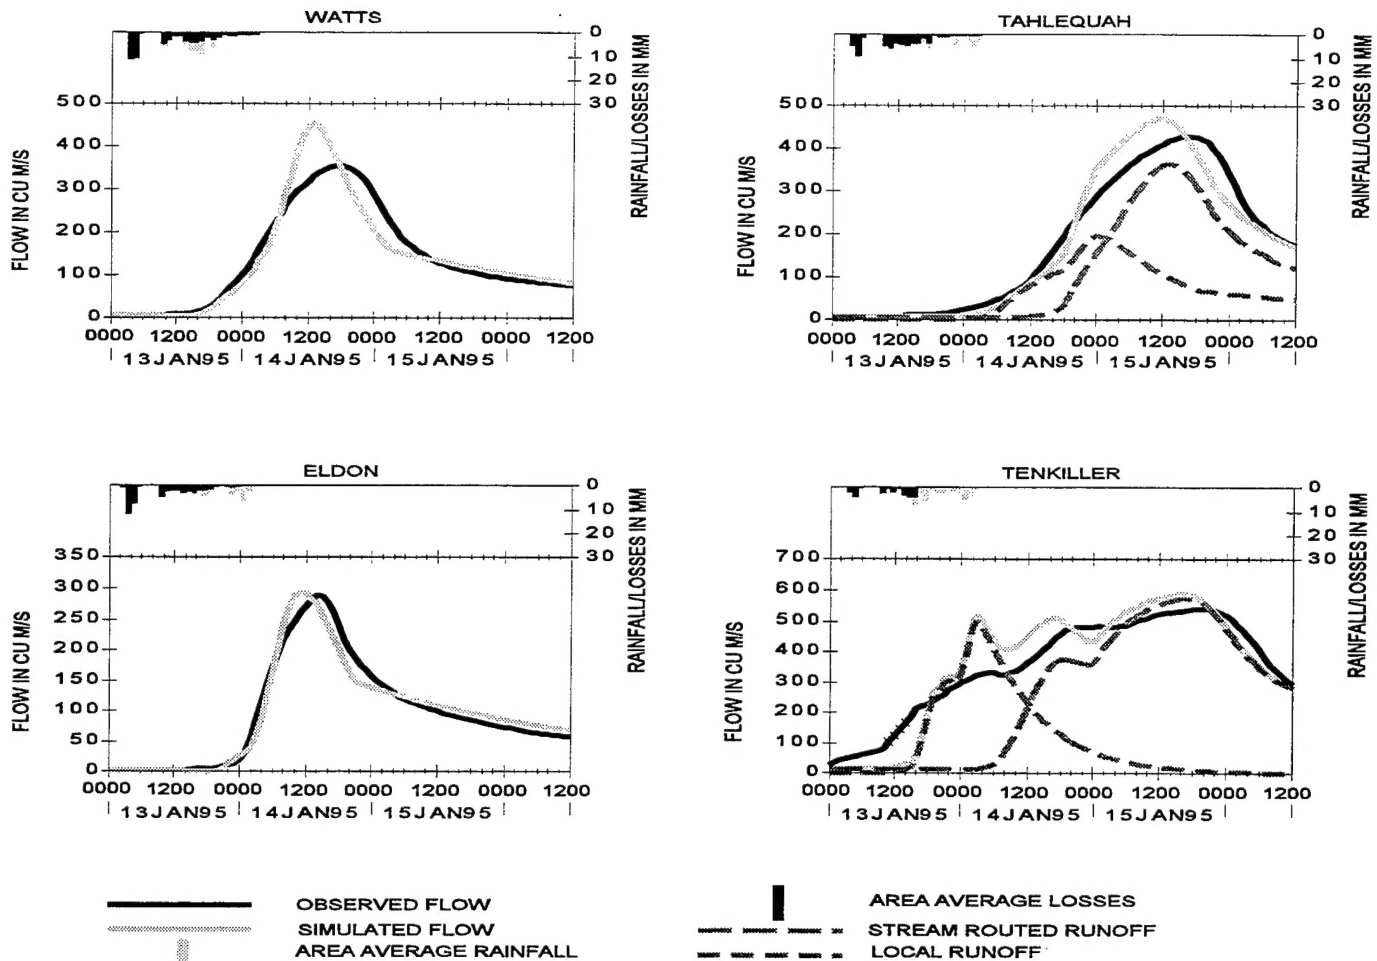 WATTS
0
10
20
30
RAINFALL/LOSSES IN MM
500
400
300
200
100
0
FLOW IN CU M/S
0000 1200 0000 1200 0000 1200 0000 1200
13JAN95 | 14JAN95 | 15JAN95
TAHLEQUAH
0
10
20
30
RAINFALL/LOSSES IN MM
500
400
300
200
100
0
FLOW IN CU M/S
0000 1200 0000 1200 0000 1200 0000 1200
13JAN95 | 14JAN95 | 15JAN95
ELDON
0
10
20
30
RAINFALL/LOSSES IN MM
350
300
250
200
150
100
50
0
FLOW IN CU M/S
0000 1200 0000 1200 0000 1200 0000 1200
13JAN95 | 14JAN95 | 15JAN95
TENKILLER
0
10
20
30
RAINFALL/LOSSES IN MM
700
600
500
400
300
200
100
0
FLOW IN CU M/S
0000 1200 0000 1200 0000 1200 0000 1200
13JAN95 | 14JAN95 | 15JAN95
OBSERVED FLOW
SIMULATED FLOW
AREA AVERAGE RAINFALL
AREA AVERAGE LOSSES
STREAM ROUTED RUNOFF
LOCAL RUNOFF